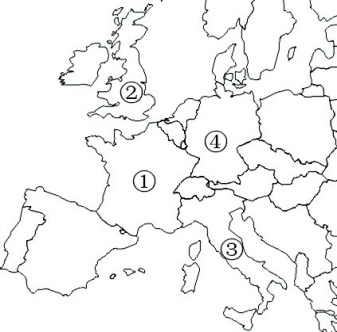 ②
④
①
③